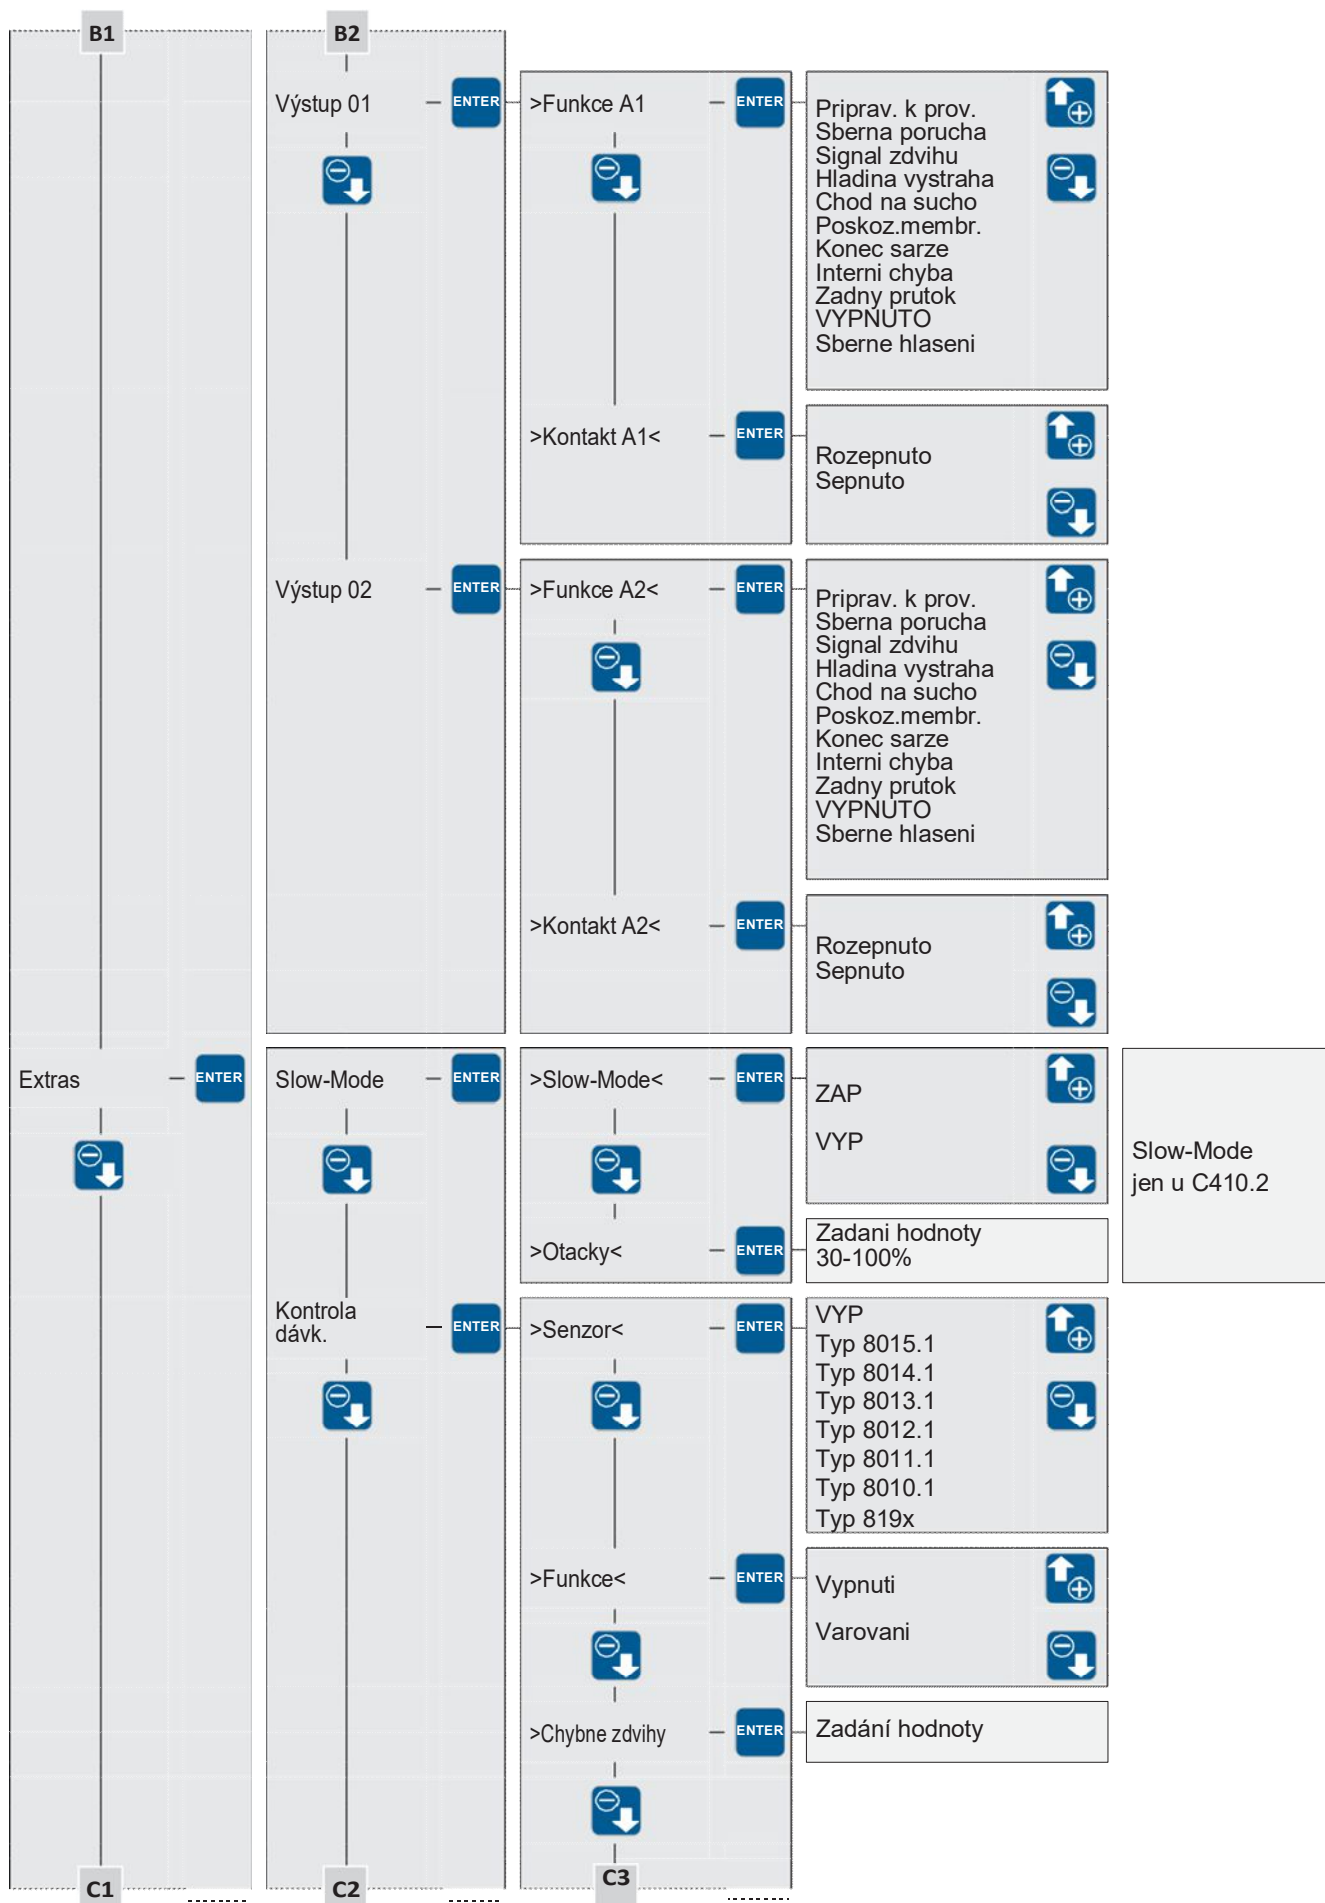 B1
B2
Výstup 01
ENTER
>Funkce A1
ENTER
Priprav. k prov.
Sberna porucha
Signal zdvihu
Hladina vystraha
Chod na sucho
Poskoz.membr.
Konec sarze
Interni chyba
Zadny prutok
VYPNUTO
Sberne hlaseni
>Kontakt A1<
ENTER
Rozepnuto
Sepnuto
Výstup 02
ENTER
>Funkce A2<
ENTER
Priprav. k prov.
Sberna porucha
Signal zdvihu
Hladina vystraha
Chod na sucho
Poskoz.membr.
Konec sarze
Interni chyba
Zadny prutok
VYPNUTO
Sberne hlaseni
>Kontakt A2<
ENTER
Rozepnuto
Sepnuto
Extras
ENTER
Slow-Mode
ENTER
>Slow-Mode<
ENTER
ZAP
VYP
Slow-Mode
jen u C410.2
>Otacky<
ENTER
Zadani hodnoty
30-100%
Kontrola
dávk.
ENTER
>Senzor<
ENTER
VYP
Typ 8015.1
Typ 8014.1
Typ 8013.1
Typ 8012.1
Typ 8011.1
Typ 8010.1
Typ 819x
>Funkce<
ENTER
Vypnuti
Varovani
>Chybne zdvihy
ENTER
Zadání hodnoty
C1
C2
C3